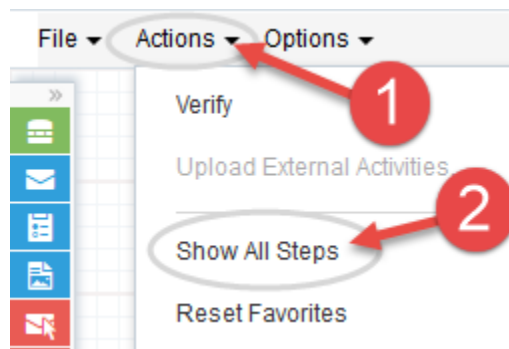 File Actions Options
»
Verify
1
Upload External Activities...
2
Show All Steps
Reset Favorites